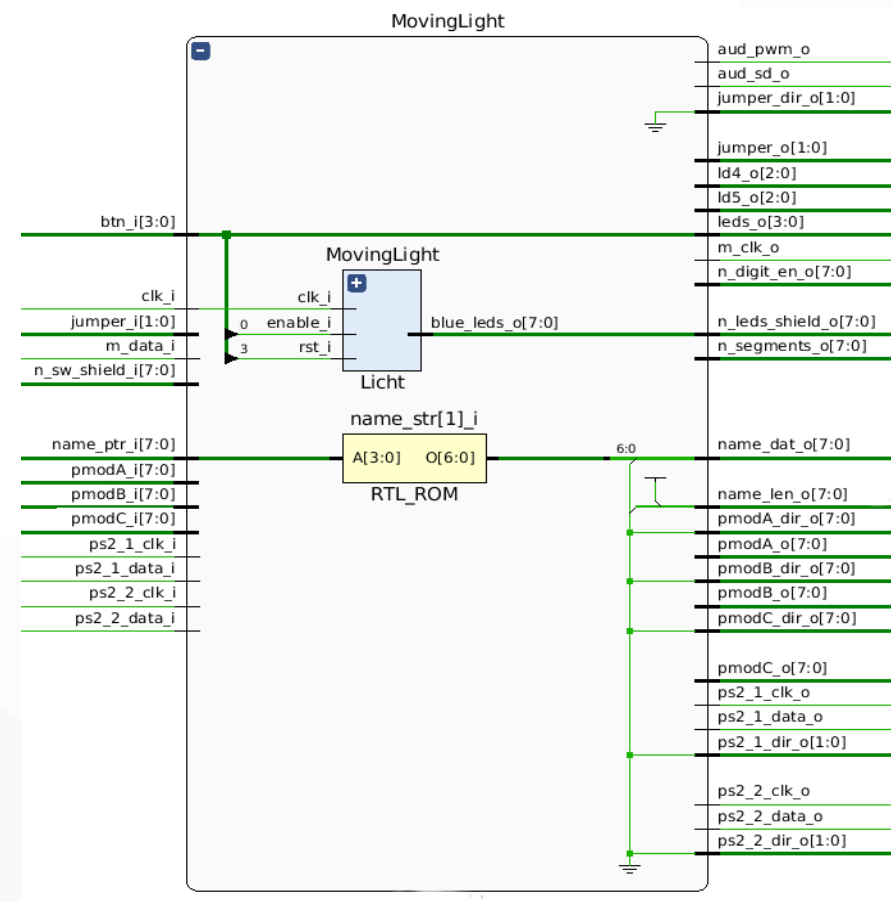 MovingLight
aud_pwm_o
aud_sd_o
jumper_dir_o[1:0]
jumper_o[1:0]
ld4_o[2:0]
ld5_o[2:0]
btn_i[3:0]
leds_o[3:0]
m_clk_o
MovingLight
n_digit_en_o[7:0]
clk_i
clk_i
jumper_i[1:0]
0
enable_i
blue_leds_o[7:0]
n_leds_shield_o[7:0]
m_data_i
3
rst_i
n_segments_o[7:0]
n_sw_shield_i[7:0]
Licht
name_str[1]_i
name_ptr_i[7:0]
A[3:0]
O[6:0]
6:0
name_dat_o[7:0]
pmodA_i[7:0]
RTL_ROM
pmodB_i[7:0]
name_len_o[7:0]
pmodC_i[7:0]
pmodA_dir_o[7:0]
ps2_1_clk_i
pmodA_o[7:0]
ps2_1_data_i
pmodB_dir_o[7:0]
ps2_2_clk_i
pmodB_o[7:0]
ps2_2_data_i
pmodC_dir_o[7:0]
pmodC_o[7:0]
ps2_1_clk_o
ps2_1_data_o
ps2_1_dir_o[1:0]
ps2_2_clk_o
ps2_2_data_o
ps2_2_dir_o[1:0]